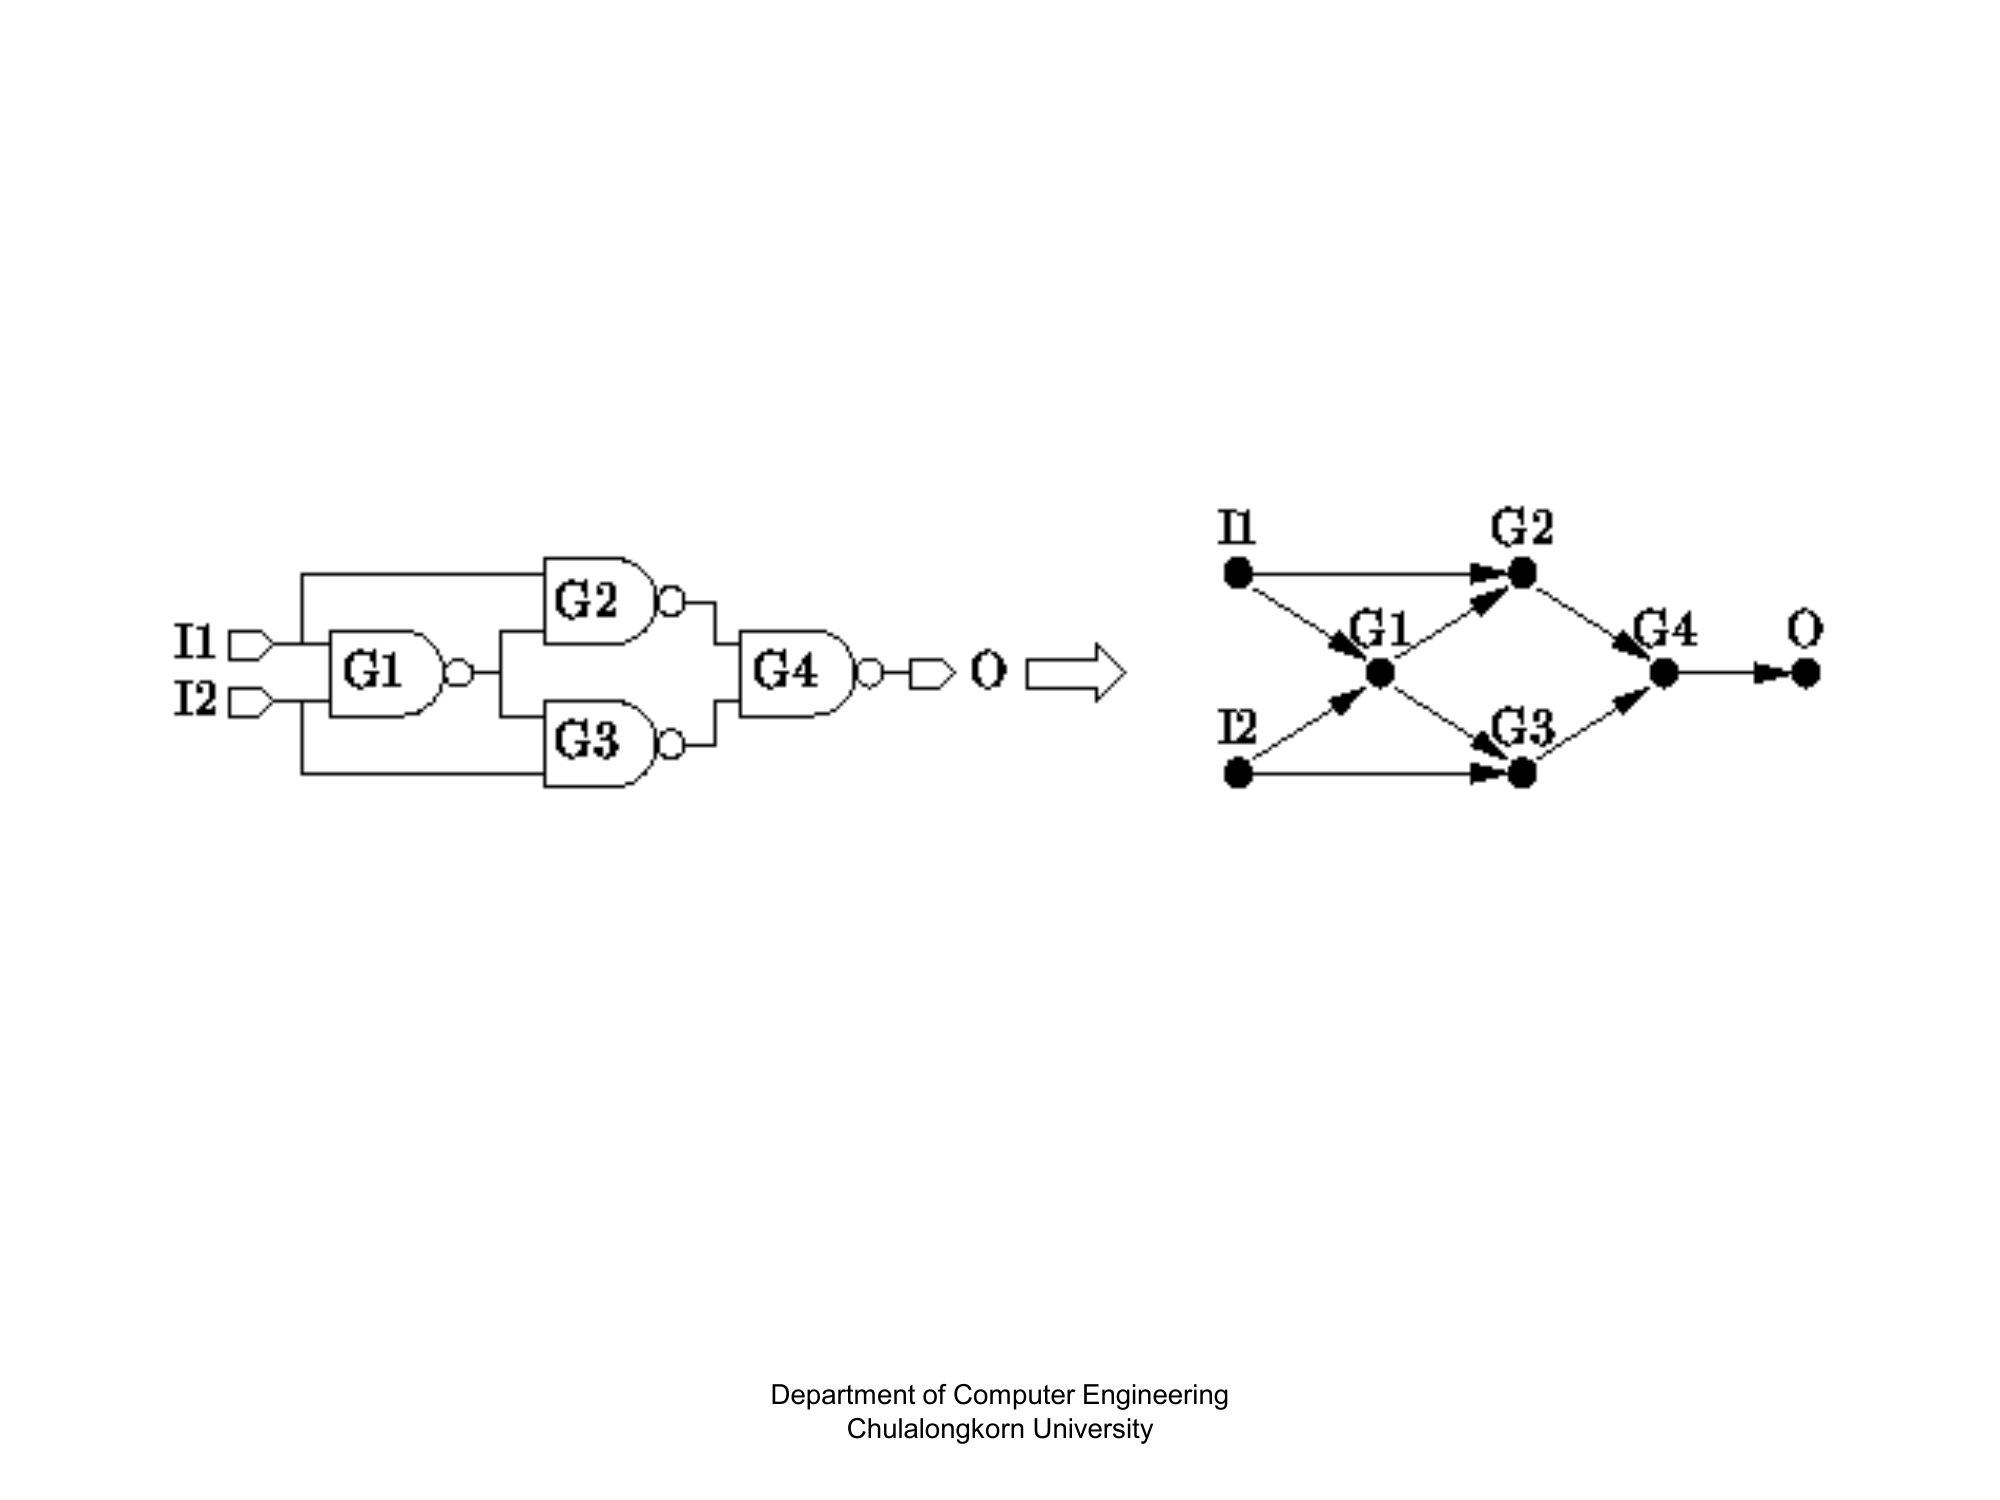 I1 G2
G2
I1 G1 G4 O
G1 G4 O
I2
G3
I2 G3
Department of Computer Engineering
Chulalongkorn University